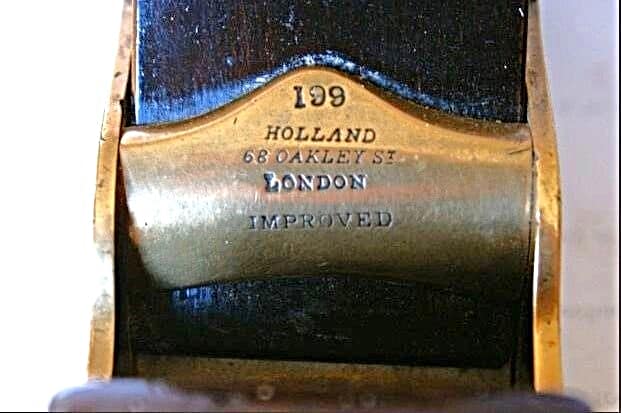 199
HOLLAND
68 OAKLEY ST
LONDON
IMPROVED